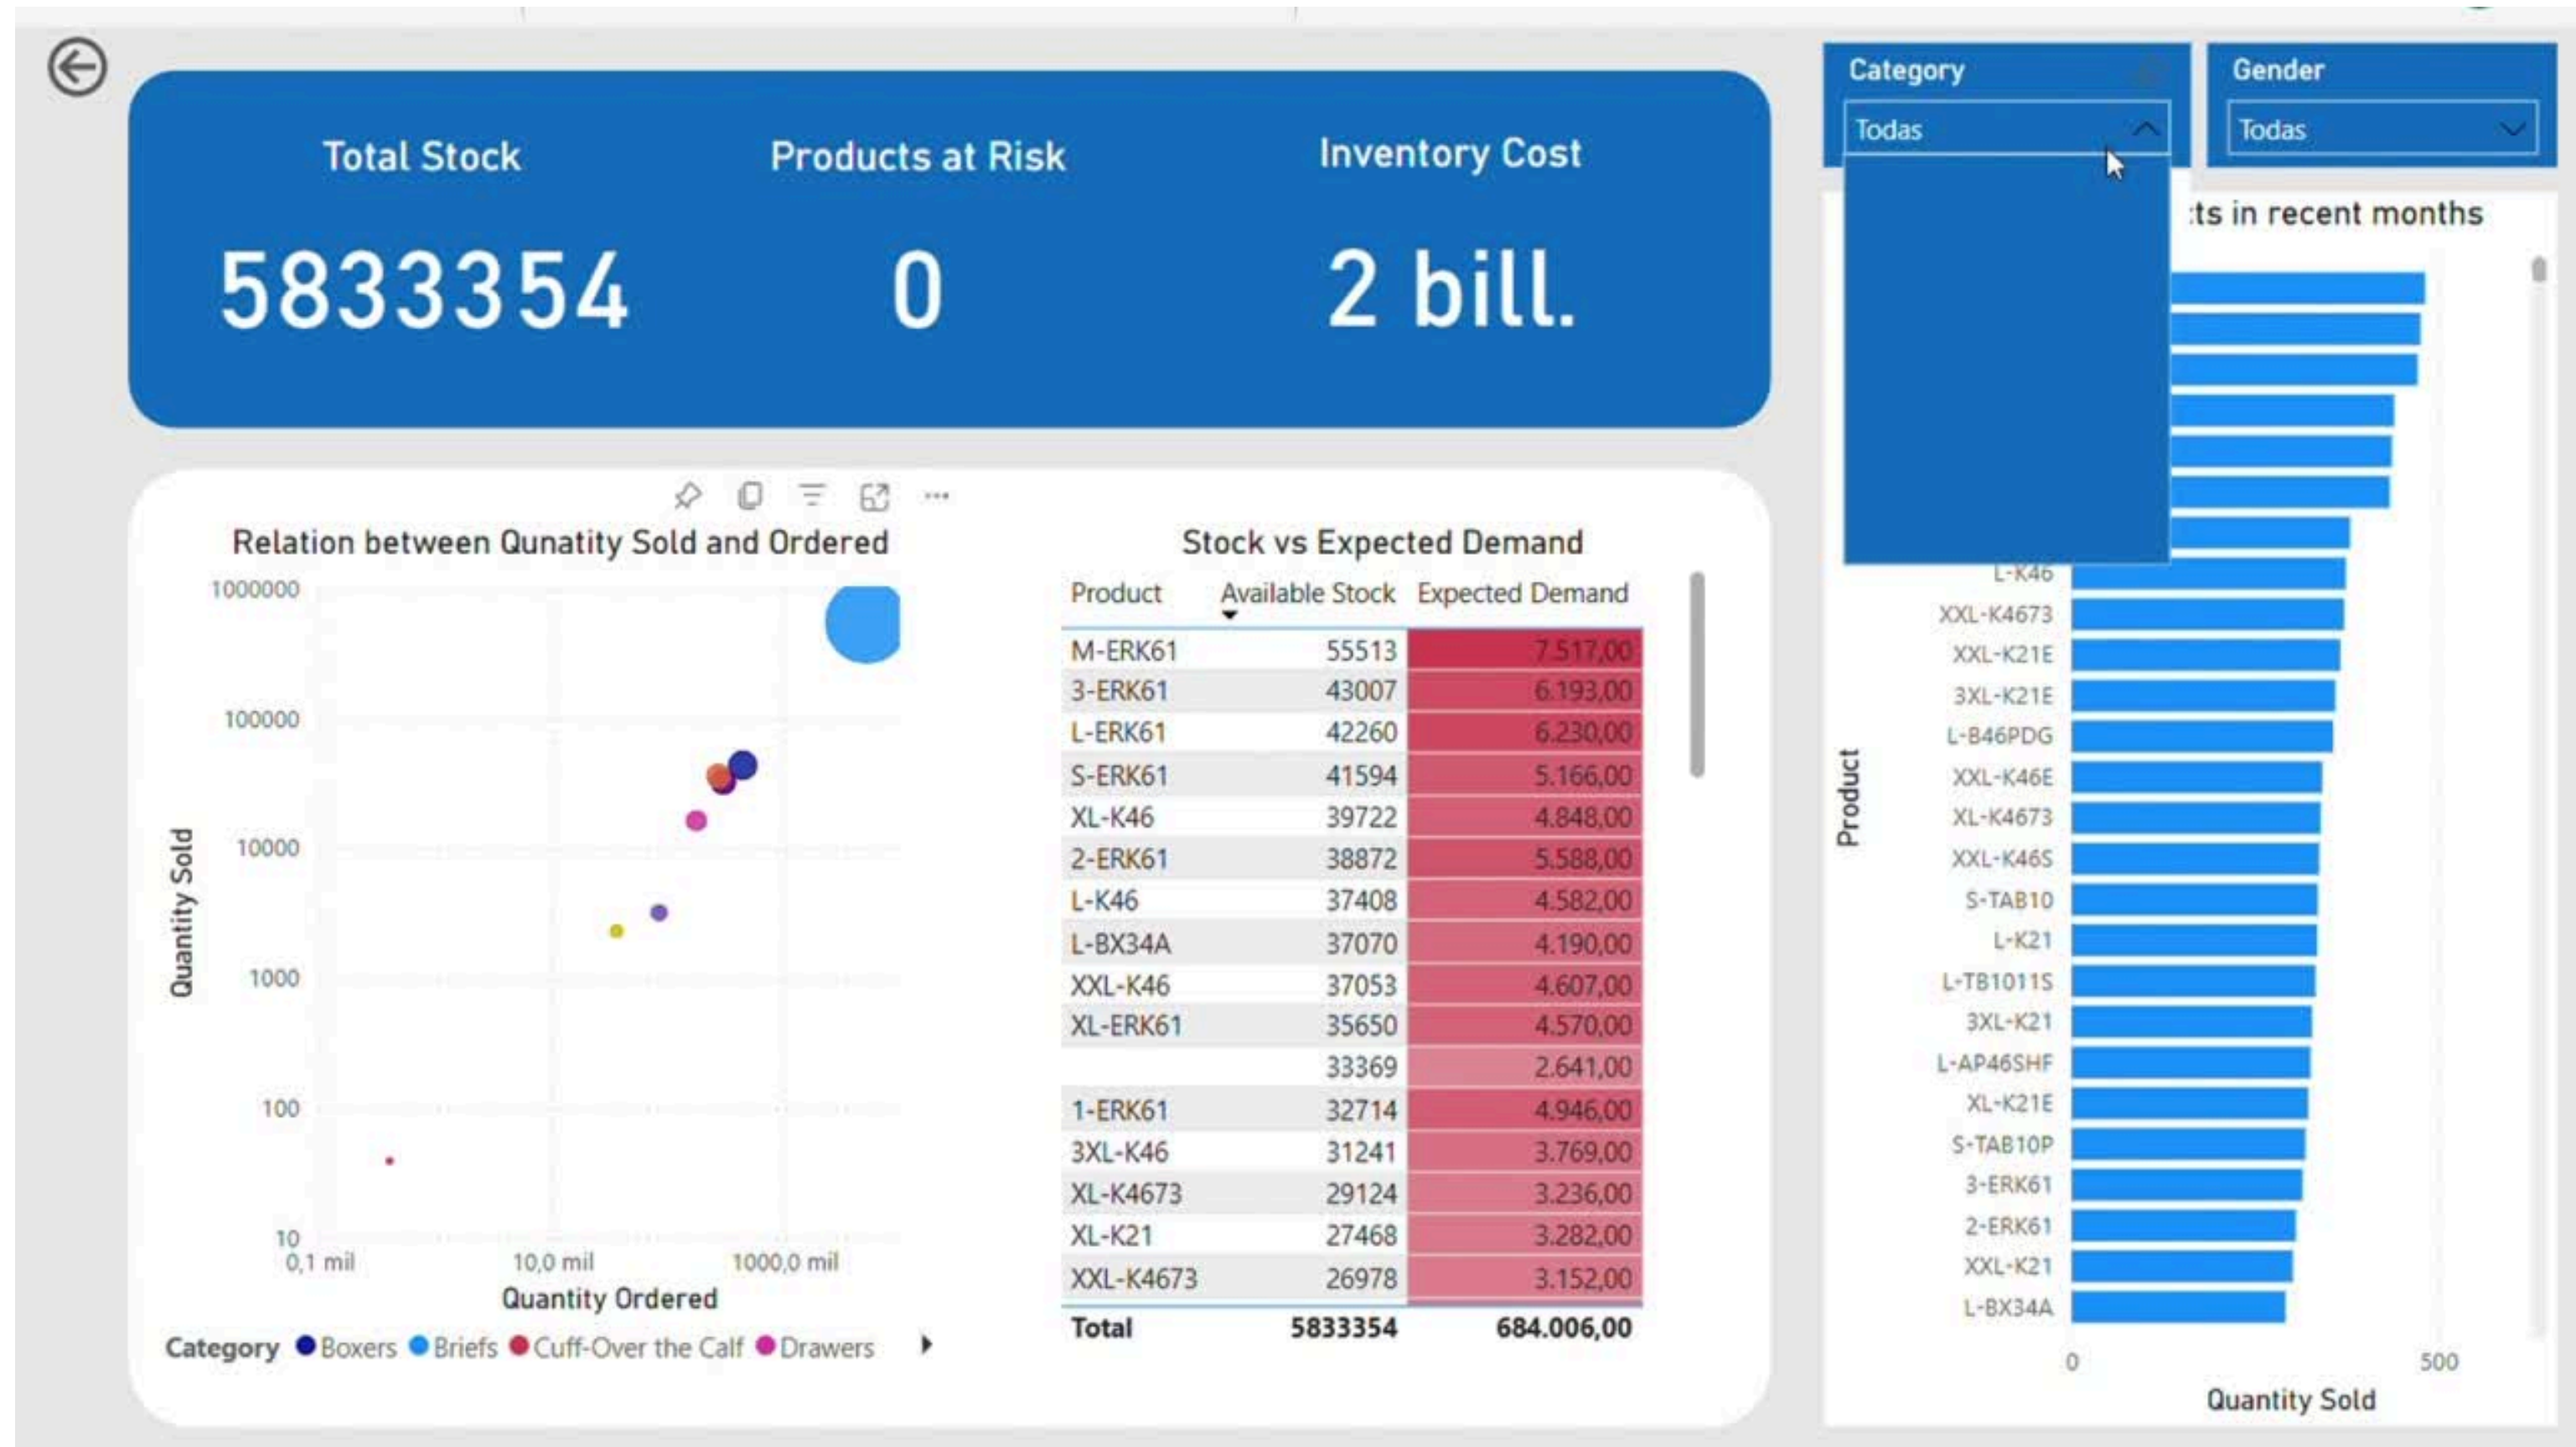 Total Stock
Products at Risk
Inventory Cost
5833354
0
2 bill.
Category
Todas
Gender
Todas
Relation between Qunatity Sold and Ordered
1000000
100000
10000
1000
100
10
Quantity Sold
0,1 mil 10,0 mil 1000,0 mil
Quantity Ordered
Category Boxers Briefs Cuff-Over the Calf Drawers
Stock vs Expected Demand
Product Available Stock Expected Demand
M-ERK61 55513 7.517,00
3-ERK61 43007 6.193,00
L-ERK61 42260 6.230,00
S-ERK61 41594 5.166,00
XL-K46 39722 4.848,00
2-ERK61 38872 5.588,00
L-K46 37408 4.582,00
L-BX34A 37070 4.190,00
XXL-K46 37053 4.607,00
XL-ERK61 35650 4.570,00
33369 2.641,00
1-ERK61 32714 4.946,00
3XL-K46 31241 3.769,00
XL-K4673 29124 3.236,00
XL-K21 27468 3.282,00
XXL-K4673 26978 3.152,00
Total 5833354 684.006,00
ts in recent months
Product
L-K46
XXL-K4673
XXL-K21E
3XL-K21E
L-B46PDG
XXL-K46E
XL-K4673
XXL-K46S
S-TAB10
L-K21
L-TB1011S
3XL-K21
L-AP46SHF
XL-K21E
S-TAB10P
3-ERK61
2-ERK61
XXL-K21
L-BX34A
0 500
Quantity Sold